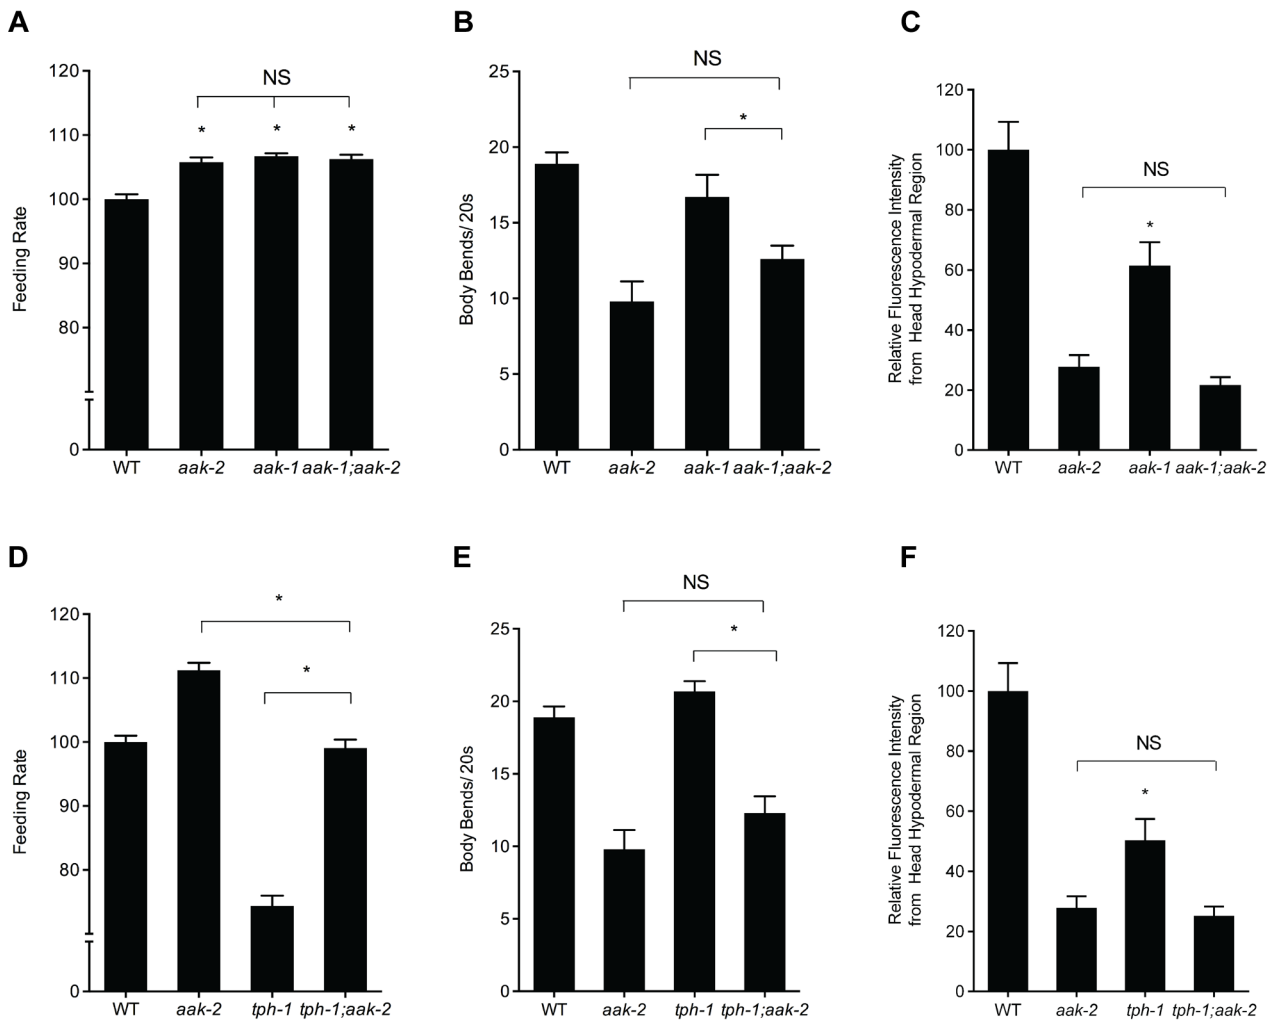 A
120
110
100
90
80
0
Feeding Rate
NS
*
*
*
WT
aak-2
aak-1
aak-1;aak-2
B
25
20
15
10
5
0
Body Bends/ 20s
NS
*
WT
aak-2
aak-1
aak-1;aak-2
C
120
100
80
60
40
20
0
Relative Fluorescence Intensity
from Head Hypodermal Region
NS
*
WT
aak-2
aak-1
aak-1;aak-2
D
120
110
100
90
80
0
Feeding Rate
*
*
WT
aak-2
tph-1
tph-1;aak-2
E
25
20
15
10
5
0
Body Bends/ 20s
NS
*
WT
aak-2
tph-1
tph-1;aak-2
F
120
100
80
60
40
20
0
Relative Fluorescence Intensity
from Head Hypodermal Region
NS
*
WT
aak-2
tph-1
tph-1;aak-2